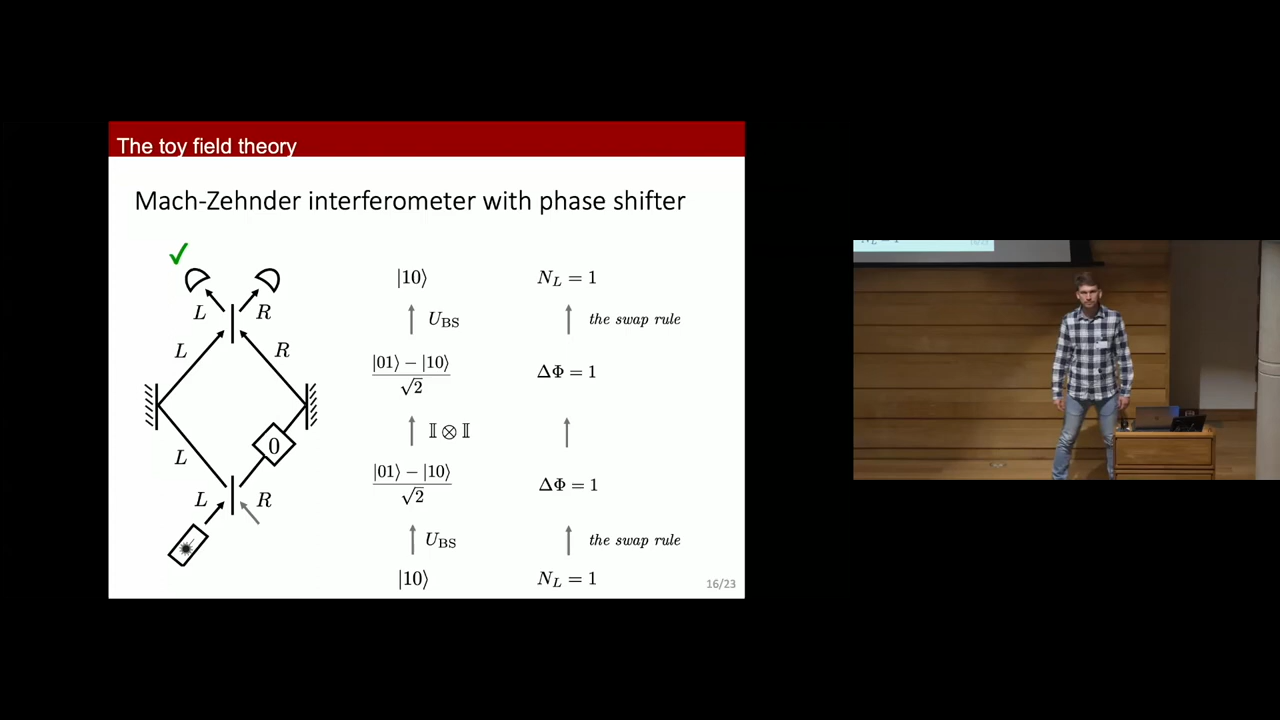 The toy field theory
Mach-Zehnder interferometer with phase shifter
✓
L R
L R
L 0
L R
|10⟩ N_L = 1
U_BS the swap rule
|01⟩ − |10⟩ / √2 ΔΦ = 1
𝕀 ⊗ 𝕀
|01⟩ − |10⟩ / √2 ΔΦ = 1
U_BS the swap rule
|10⟩ N_L = 1
16/23